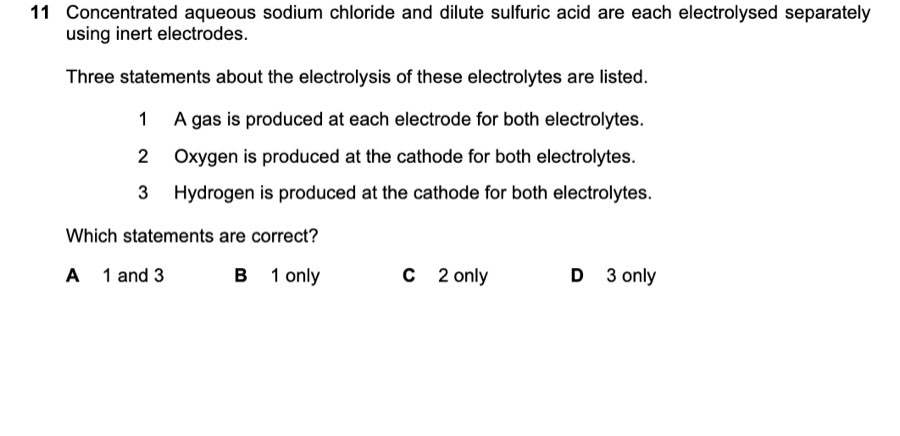 11 Concentrated aqueous sodium chloride and dilute sulfuric acid are each electrolysed separately
using inert electrodes.
Three statements about the electrolysis of these electrolytes are listed.
1 A gas is produced at each electrode for both electrolytes.
2 Oxygen is produced at the cathode for both electrolytes.
3 Hydrogen is produced at the cathode for both electrolytes.
Which statements are correct?
A 1 and 3 B 1 only C 2 only D 3 only